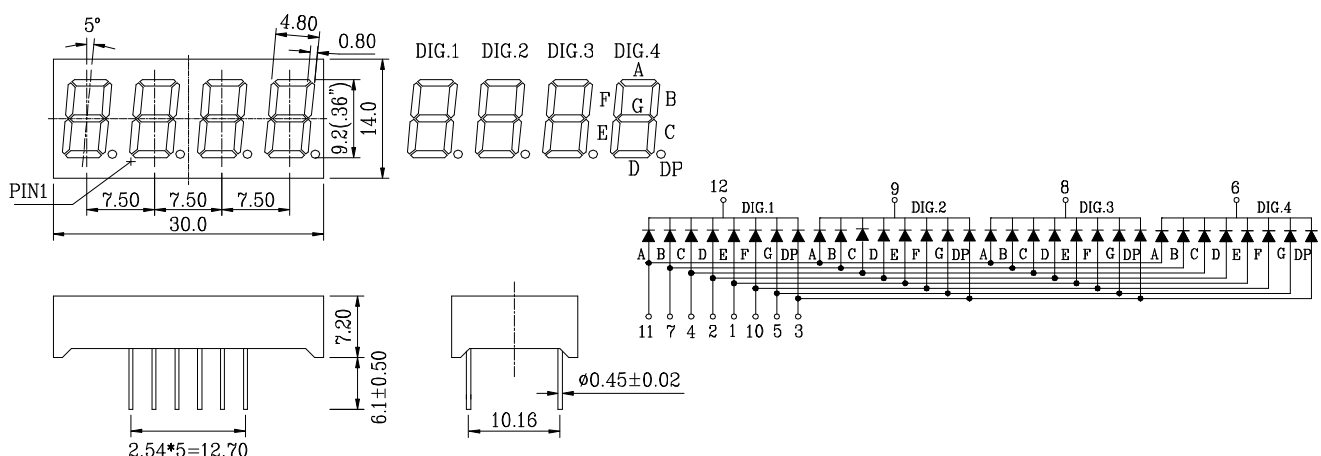 5°
4.80
0.80
9.2(.36")
14.0
PIN1
7.50 7.50 7.50
30.0
DIG.1 DIG.2 DIG.3 DIG.4
A
F B
G
E C
D DP
12 9 8 6
DIG.1 DIG.2 DIG.3 DIG.4
A B C D E F G DP A B C D E F G DP A B C D E F G DP A B C D E F G DP
11 7 4 2 1 10 5 3
7.20
6.1±0.50
2.54*5=12.70
ø0.45±0.02
10.16